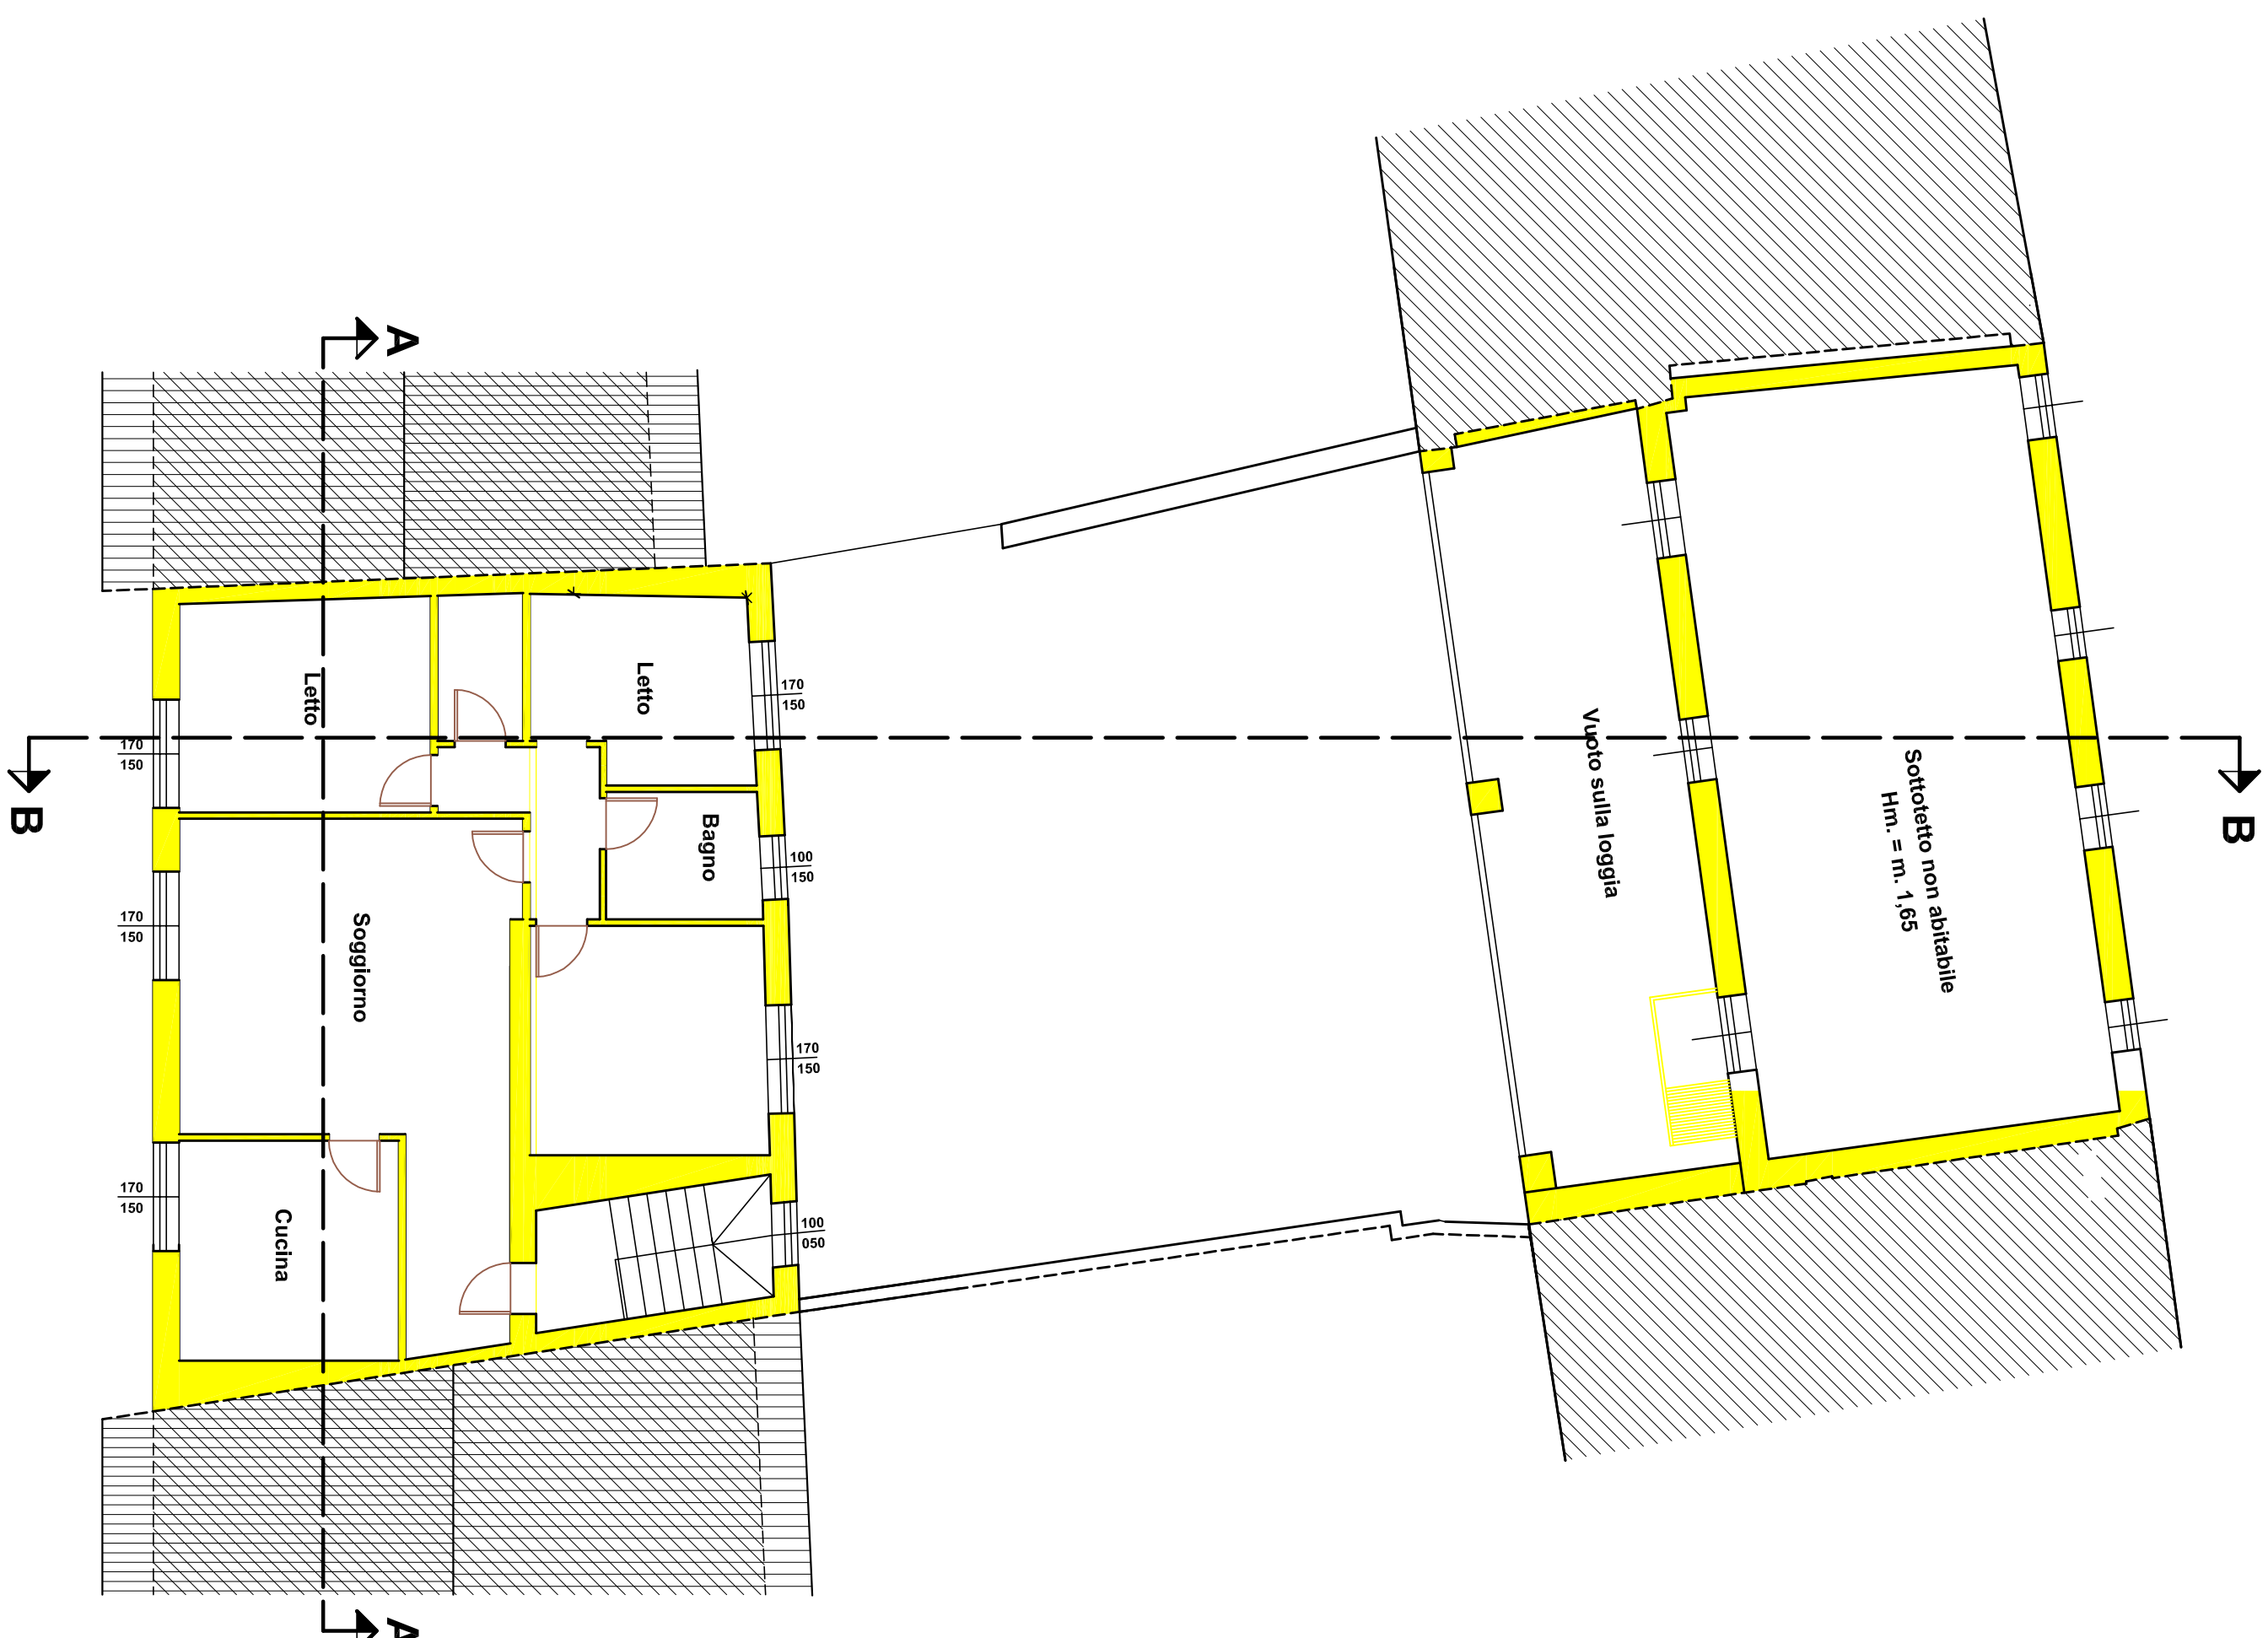 A
Letto
Letto
170
150
170
150
B
B
Vuoto sulla loggia
Sottotetto non abitabile
Hm. = m. 1,65
Bagno
100
150
170
150
Soggiorno
170
150
170
150
Cucina
100
050
A